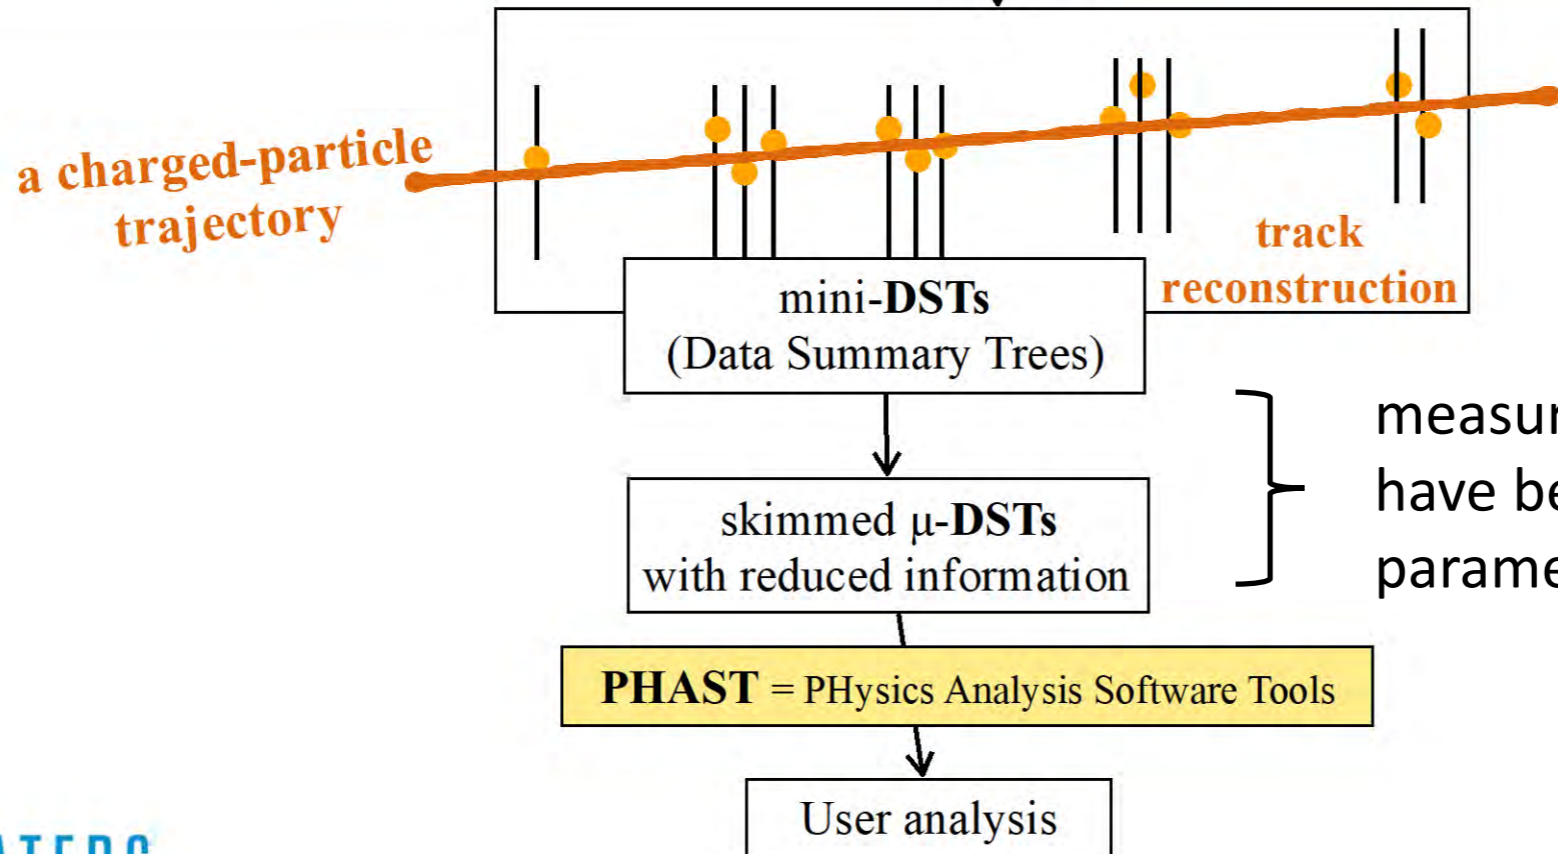 a charged-particle
trajectory
track
reconstruction
mini-DSTs
(Data Summary Trees)
skimmed μ-DSTs
with reduced information
PHAST = PHysics Analysis Software Tools
User analysis
have